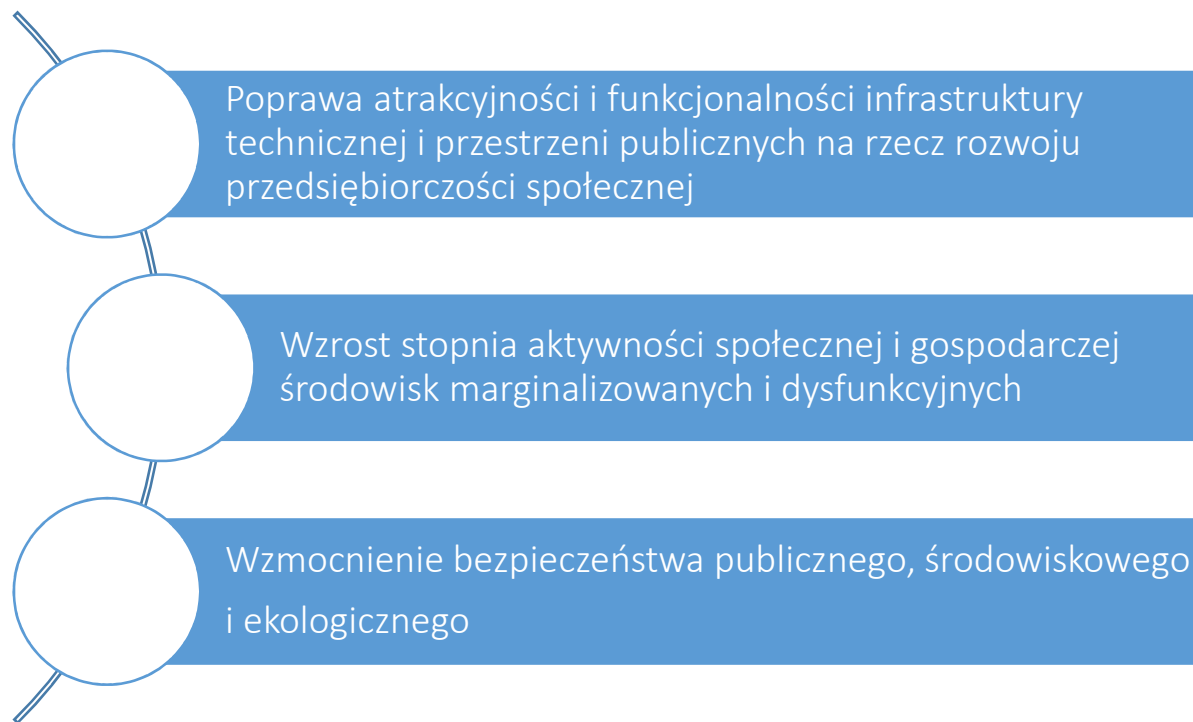 Poprawa atrakcyjności i funkcjonalności infrastruktury
technicznej i przestrzeni publicznych na rzecz rozwoju
przedsiębiorczości społecznej
Wzrost stopnia aktywności społecznej i gospodarczej
środowisk marginalizowanych i dysfunkcyjnych
Wzmocnienie bezpieczeństwa publicznego, środowiskowego
i ekologicznego